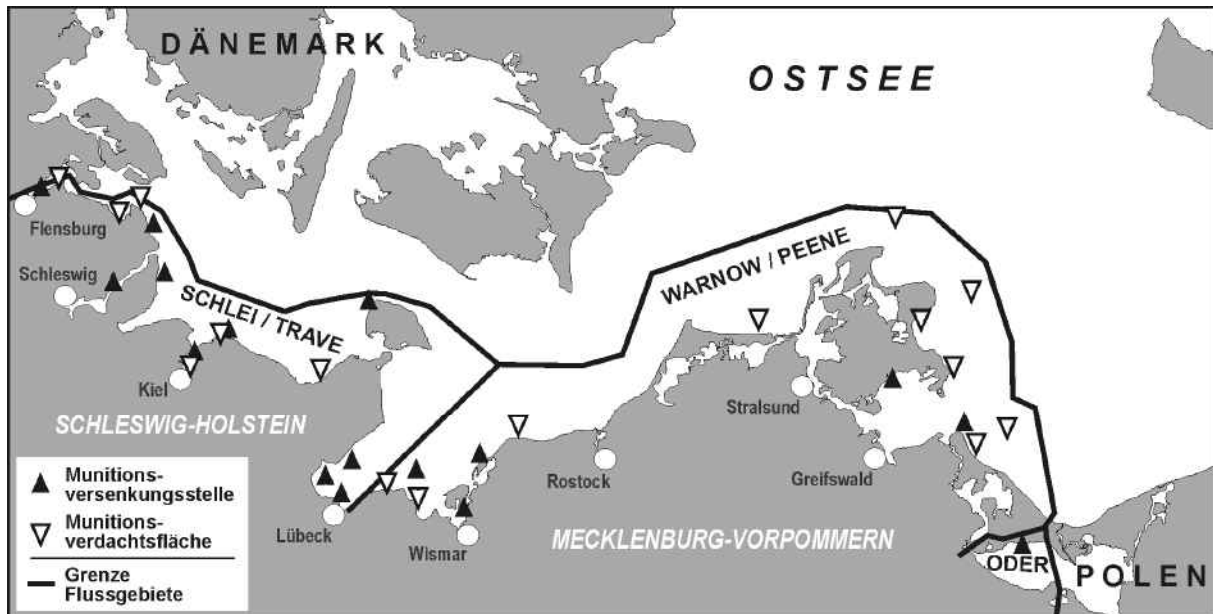 DÄNEMARK
OSTSEE
Flensburg
Schleswig
SCHLEI / TRAVE
WARNOW / PEENE
Kiel
Stralsund
SCHLESWIG-HOLSTEIN
Rostock
Greifswald
Lübeck
Wismar
MECKLENBURG-VORPOMMERN
ODER
POLEN
Munitions-
versenkungsstelle
Munitions-
verdachtsfläche
Grenze
Flussgebiete